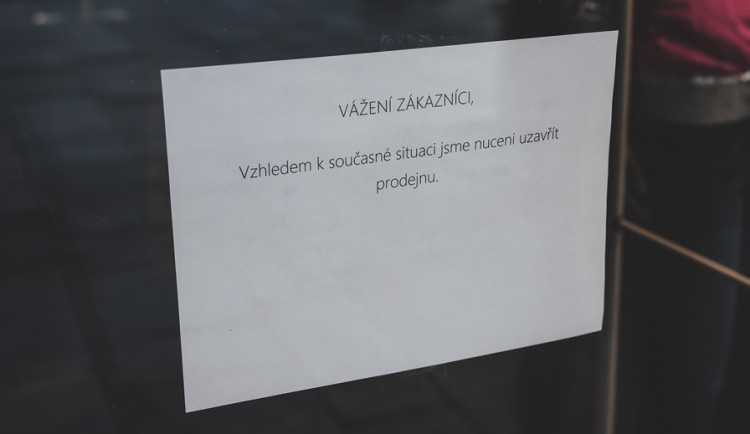 VÁŽENÍ ZÁKAZNÍCI,
Vzhledem k současné situaci jsme nuceni uzavřít
prodejnu.